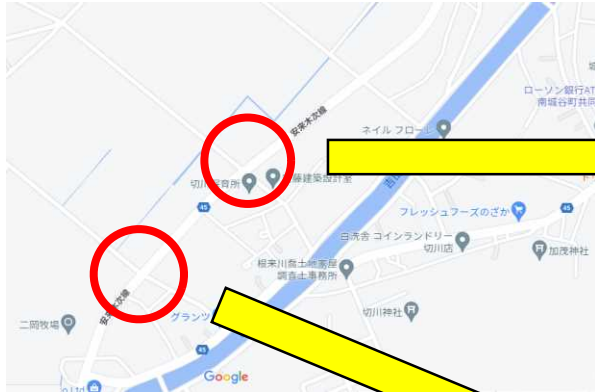 ローソン銀行AT
南城谷町共同
安来木次線
ネイル フローレ
切川保育所
藤建築設計室
45
フレッシュフーズのざか
45
白洗舎 コインランドリー
切川店
加茂神社
根来川喬土地家屋
調査士事務所
安来木次線
二岡牧場
グランツ
切川神社
45
Google